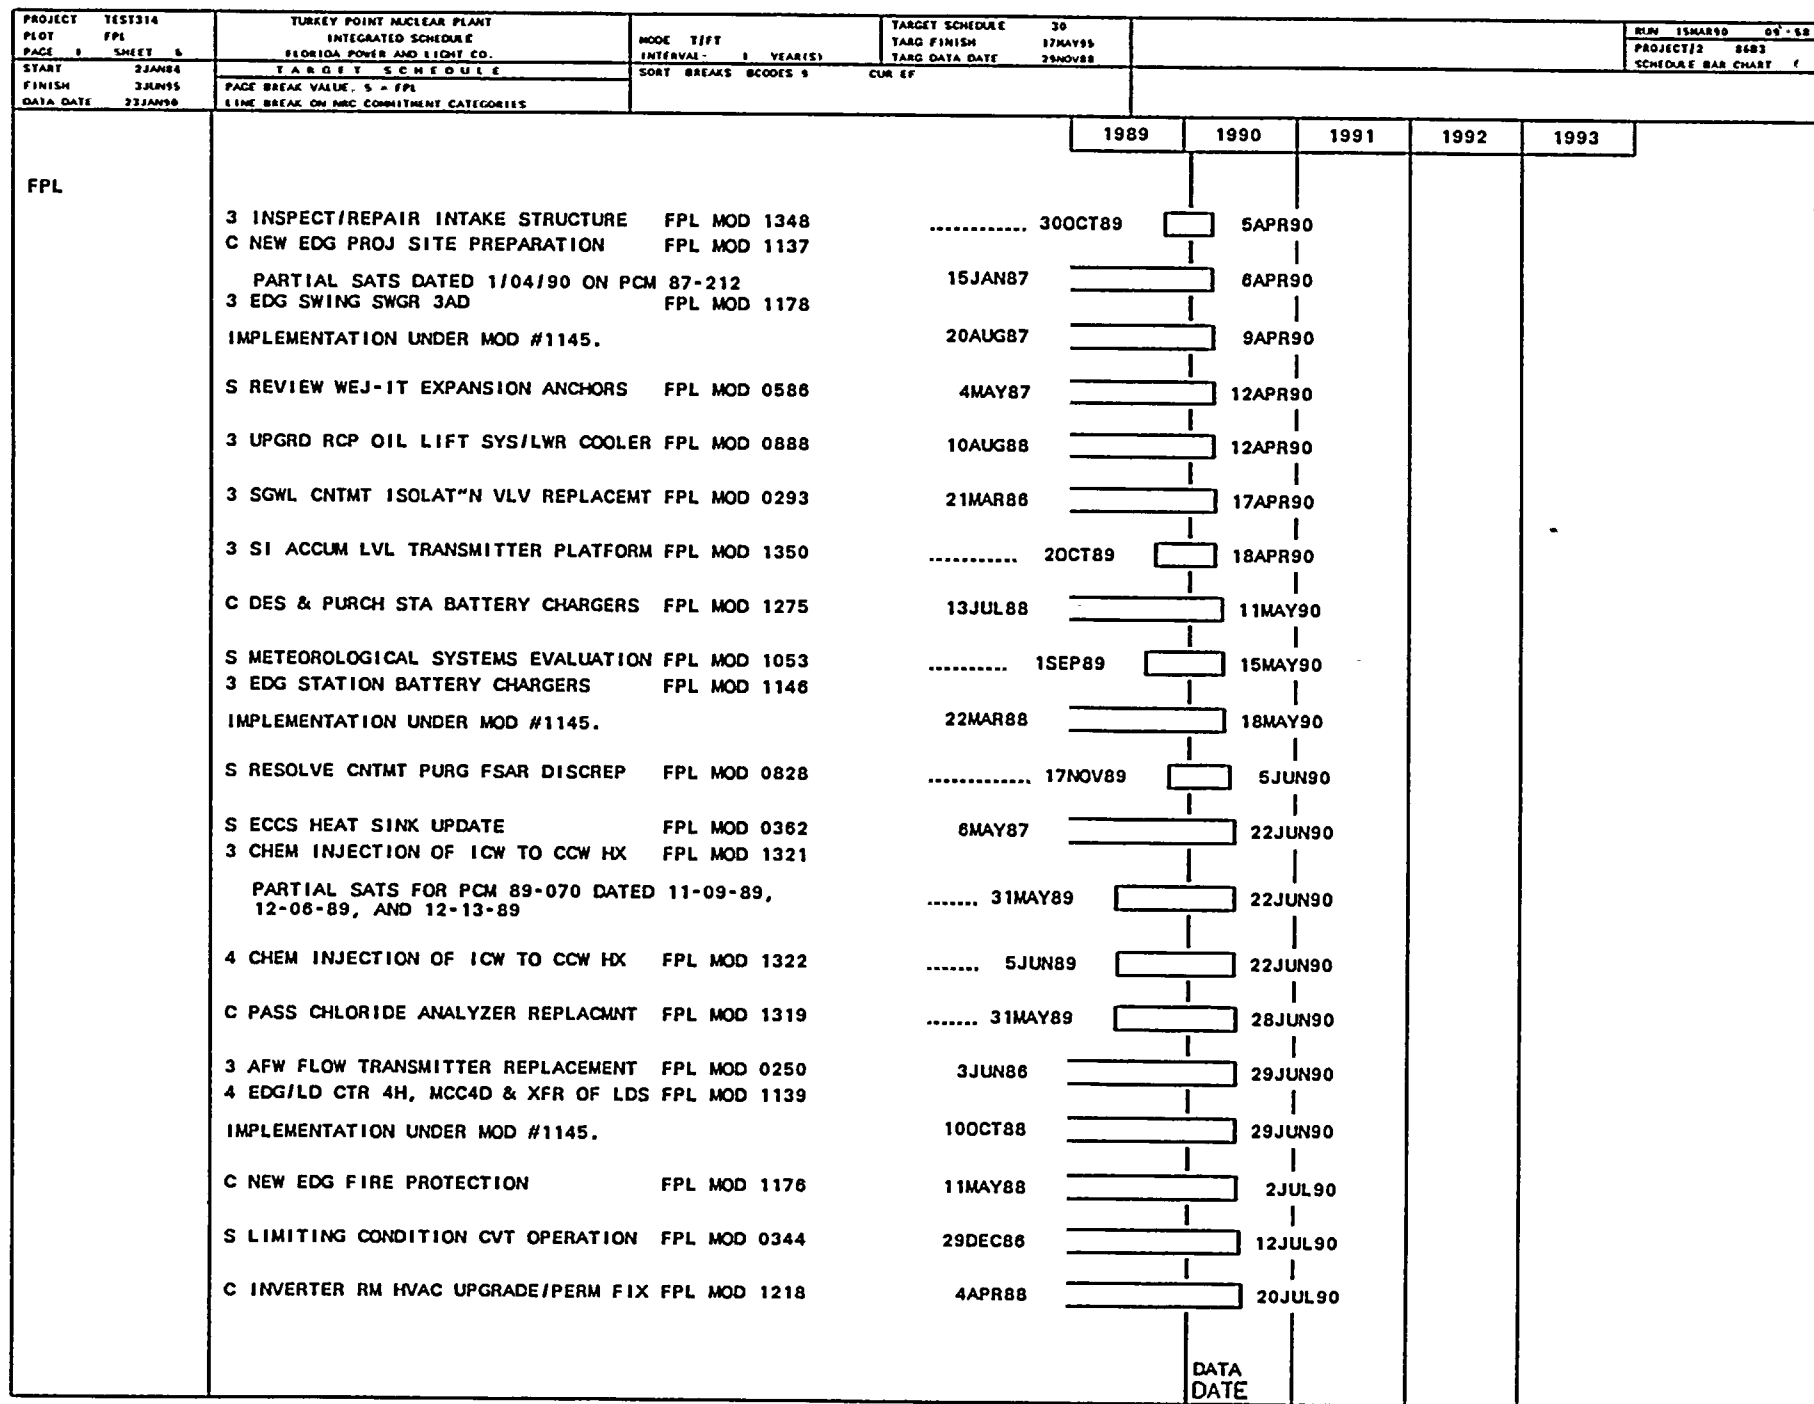 PROJECT TEST314
PLOT FPL
PAGE 1 SHEET 6
START 2JAN84
FINISH 3JUN95
DATA DATE 23JAN90
TURKEY POINT NUCLEAR PLANT
INTEGRATED SCHEDULE
FLORIDA POWER AND LIGHT CO.
TARGET SCHEDULE
PAGE BREAK VALUE, S = FPL
LINE BREAK ON NRC COMMITMENT CATEGORIES
MODE T/FT
INTERVAL- 1 YEAR(S)
SORT BREAKS BCODES 9 CUR EF
TARGET SCHEDULE 30
TARG FINISH 17MAY95
TARG DATA DATE 29NOV88
RUN 15MAR90 09:58
PROJECT/2 8683
SCHEDULE BAR CHART
1989 1990 1991 1992 1993
FPL
3 INSPECT/REPAIR INTAKE STRUCTURE FPL MOD 1348 ............ 30OCT89 5APR90
C NEW EDG PROJ SITE PREPARATION FPL MOD 1137
PARTIAL SATS DATED 1/04/90 ON PCM 87-212 15JAN87 6APR90
3 EDG SWING SWGR 3AD FPL MOD 1178
IMPLEMENTATION UNDER MOD #1145. 20AUG87 9APR90
S REVIEW WEJ-IT EXPANSION ANCHORS FPL MOD 0586 4MAY87 12APR90
3 UPGRD RCP OIL LIFT SYS/LWR COOLER FPL MOD 0888 10AUG88 12APR90
3 SGWL CNTMT ISOLAT"N VLV REPLACEMT FPL MOD 0293 21MAR86 17APR90
3 SI ACCUM LVL TRANSMITTER PLATFORM FPL MOD 1350 ........... 2OCT89 18APR90
C DES & PURCH STA BATTERY CHARGERS FPL MOD 1275 13JUL88 11MAY90
S METEOROLOGICAL SYSTEMS EVALUATION FPL MOD 1053 .......... 1SEP89 15MAY90
3 EDG STATION BATTERY CHARGERS FPL MOD 1146
IMPLEMENTATION UNDER MOD #1145. 22MAR88 18MAY90
S RESOLVE CNTMT PURG FSAR DISCREP FPL MOD 0828 ............. 17NOV89 5JUN90
S ECCS HEAT SINK UPDATE FPL MOD 0362 6MAY87 22JUN90
3 CHEM INJECTION OF ICW TO CCW HX FPL MOD 1321
PARTIAL SATS FOR PCM 89-070 DATED 11-09-89,
12-06-89, AND 12-13-89 ....... 31MAY89 22JUN90
4 CHEM INJECTION OF ICW TO CCW HX FPL MOD 1322 ....... 5JUN89 22JUN90
C PASS CHLORIDE ANALYZER REPLACMNT FPL MOD 1319 ....... 31MAY89 28JUN90
3 AFW FLOW TRANSMITTER REPLACEMENT FPL MOD 0250 3JUN86 29JUN90
4 EDG/LD CTR 4H, MCC4D & XFR OF LDS FPL MOD 1139
IMPLEMENTATION UNDER MOD #1145. 10OCT88 29JUN90
C NEW EDG FIRE PROTECTION FPL MOD 1176 11MAY88 2JUL90
S LIMITING CONDITION CVT OPERATION FPL MOD 0344 29DEC86 12JUL90
C INVERTER RM HVAC UPGRADE/PERM FIX FPL MOD 1218 4APR88 20JUL90
DATA
DATE